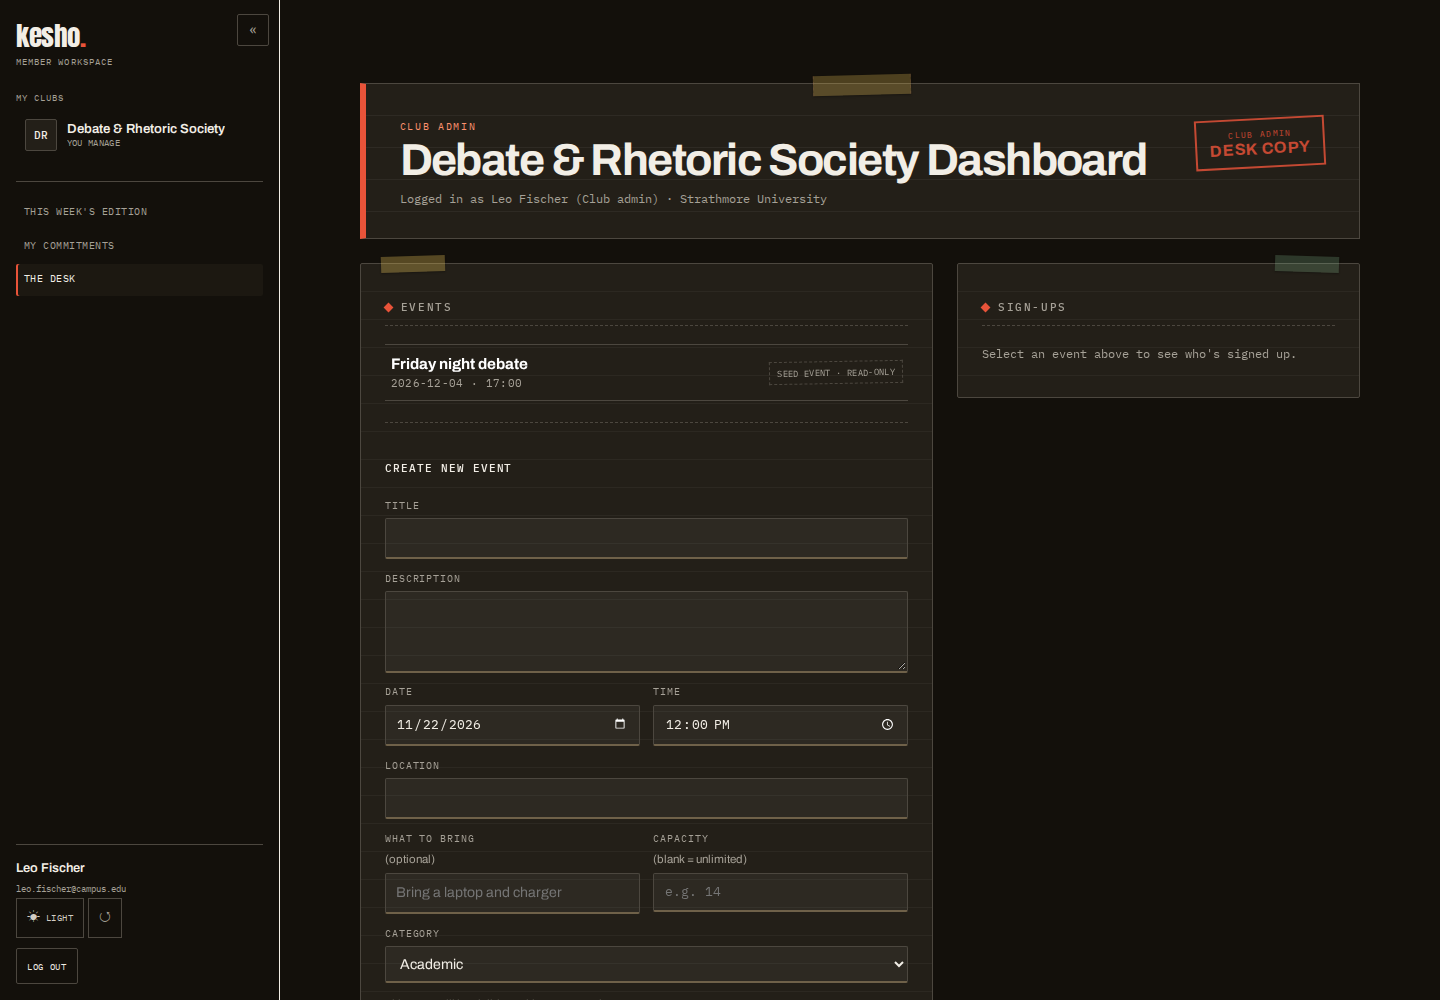 kesho.
«
MEMBER WORKSPACE
MY CLUBS
DR
Debate & Rhetoric Society
YOU MANAGE
THIS WEEK'S EDITION
MY COMMITMENTS
THE DESK
Leo Fischer
leo.fischer@campus.edu
LIGHT
LOG OUT
CLUB ADMIN
Debate & Rhetoric Society Dashboard
Logged in as Leo Fischer (Club admin) · Strathmore University
CLUB ADMIN
DESK COPY
EVENTS
Friday night debate
2026-12-04 · 17:00
SEED EVENT · READ-ONLY
CREATE NEW EVENT
TITLE
DESCRIPTION
DATE
TIME
11/22/2026
12:00 PM
LOCATION
WHAT TO BRING
(optional)
CAPACITY
(blank = unlimited)
Bring a laptop and charger
e.g. 14
CATEGORY
Academic
SIGN-UPS
Select an event above to see who's signed up.